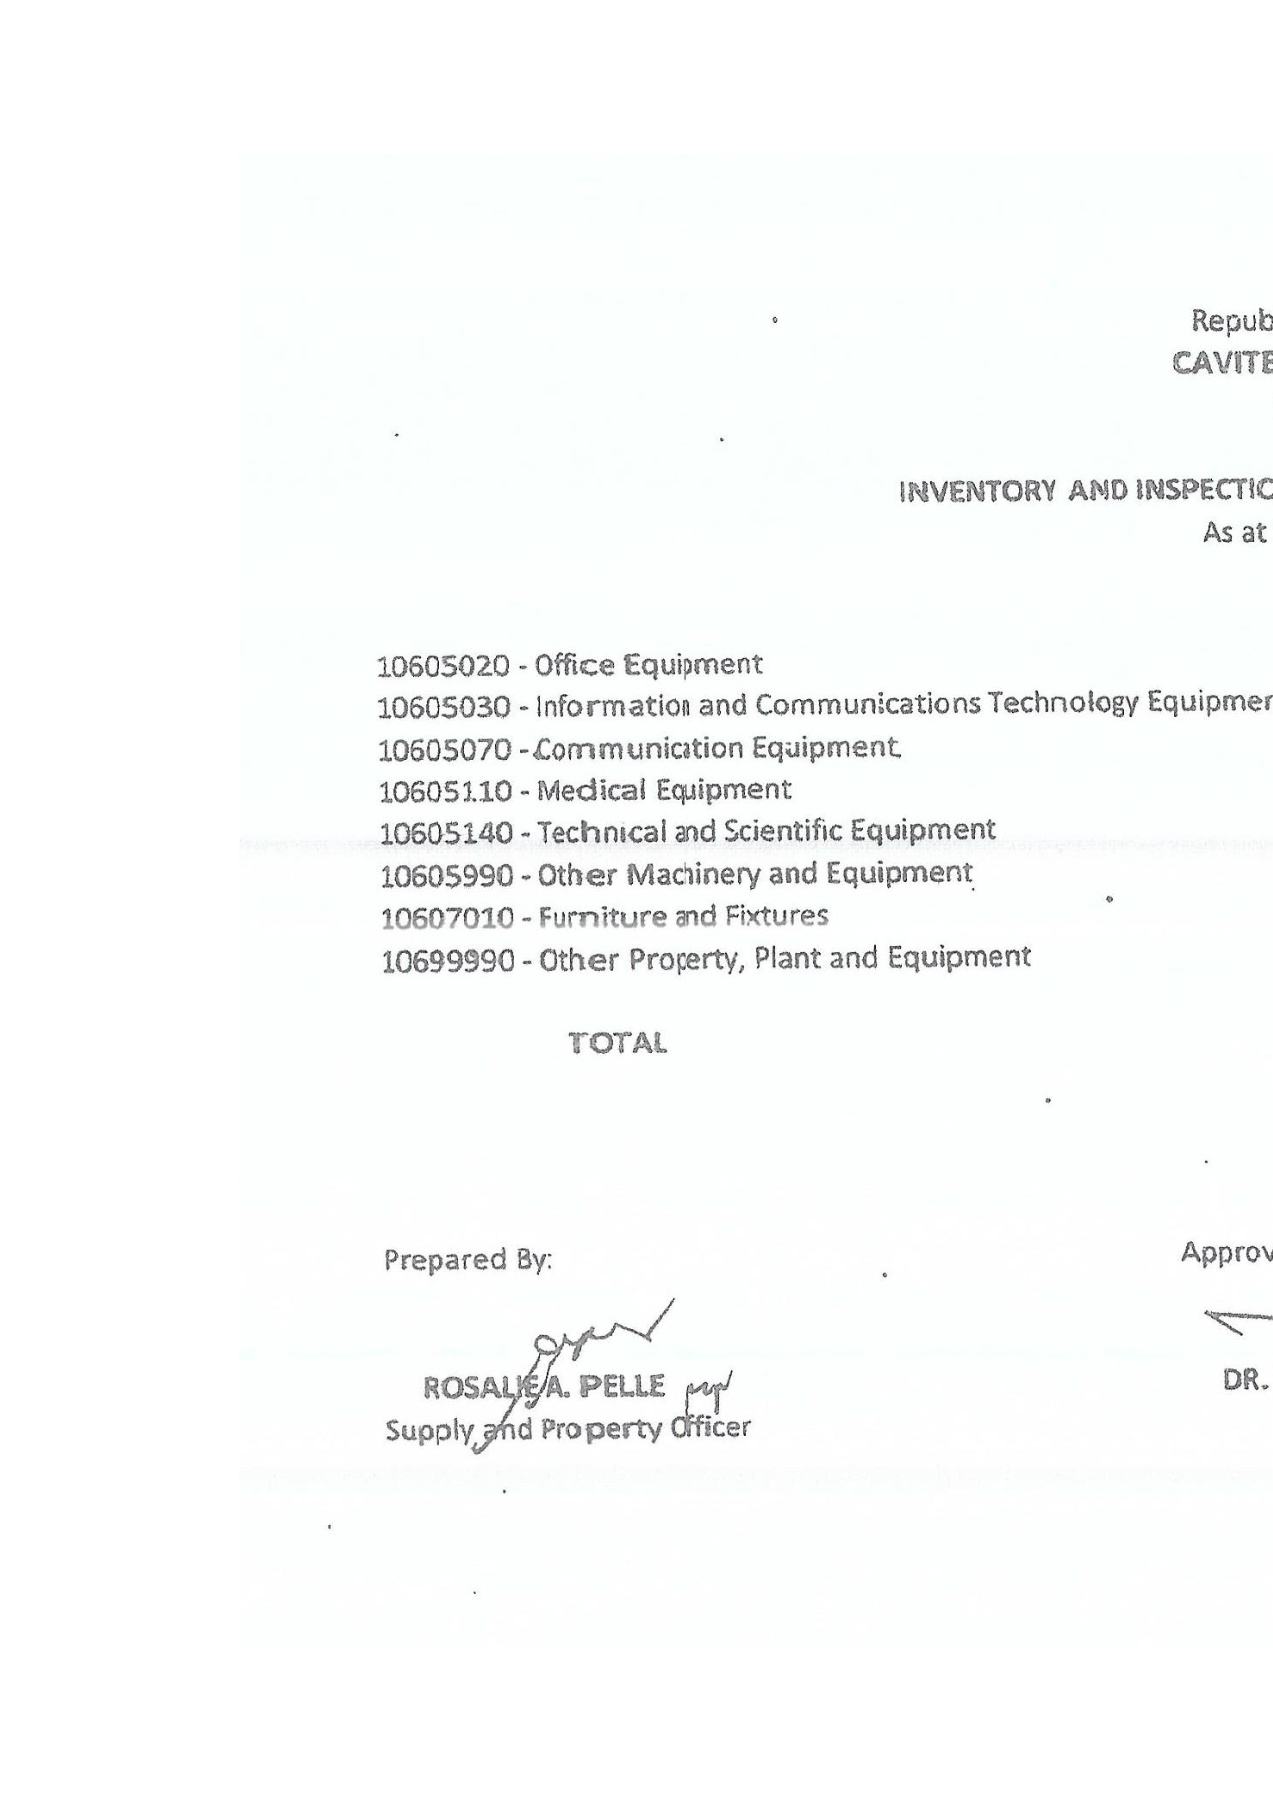 Repub
CAVITE
INVENTORY AND INSPECTIO
As at
10605020 - Office Equipment
10605030 - Information and Communications Technology Equipmen
10605070 - Communication Equipment
10605110 - Medical Equipment
10605140 - Technical and Scientific Equipment
10605990 - Other Machinery and Equipment
10607010 - Furniture and Fixtures
10699990 - Other Property, Plant and Equipment
TOTAL
Prepared By:
Approv
ROSALIE A. PELLE
DR.
Supply and Property Officer